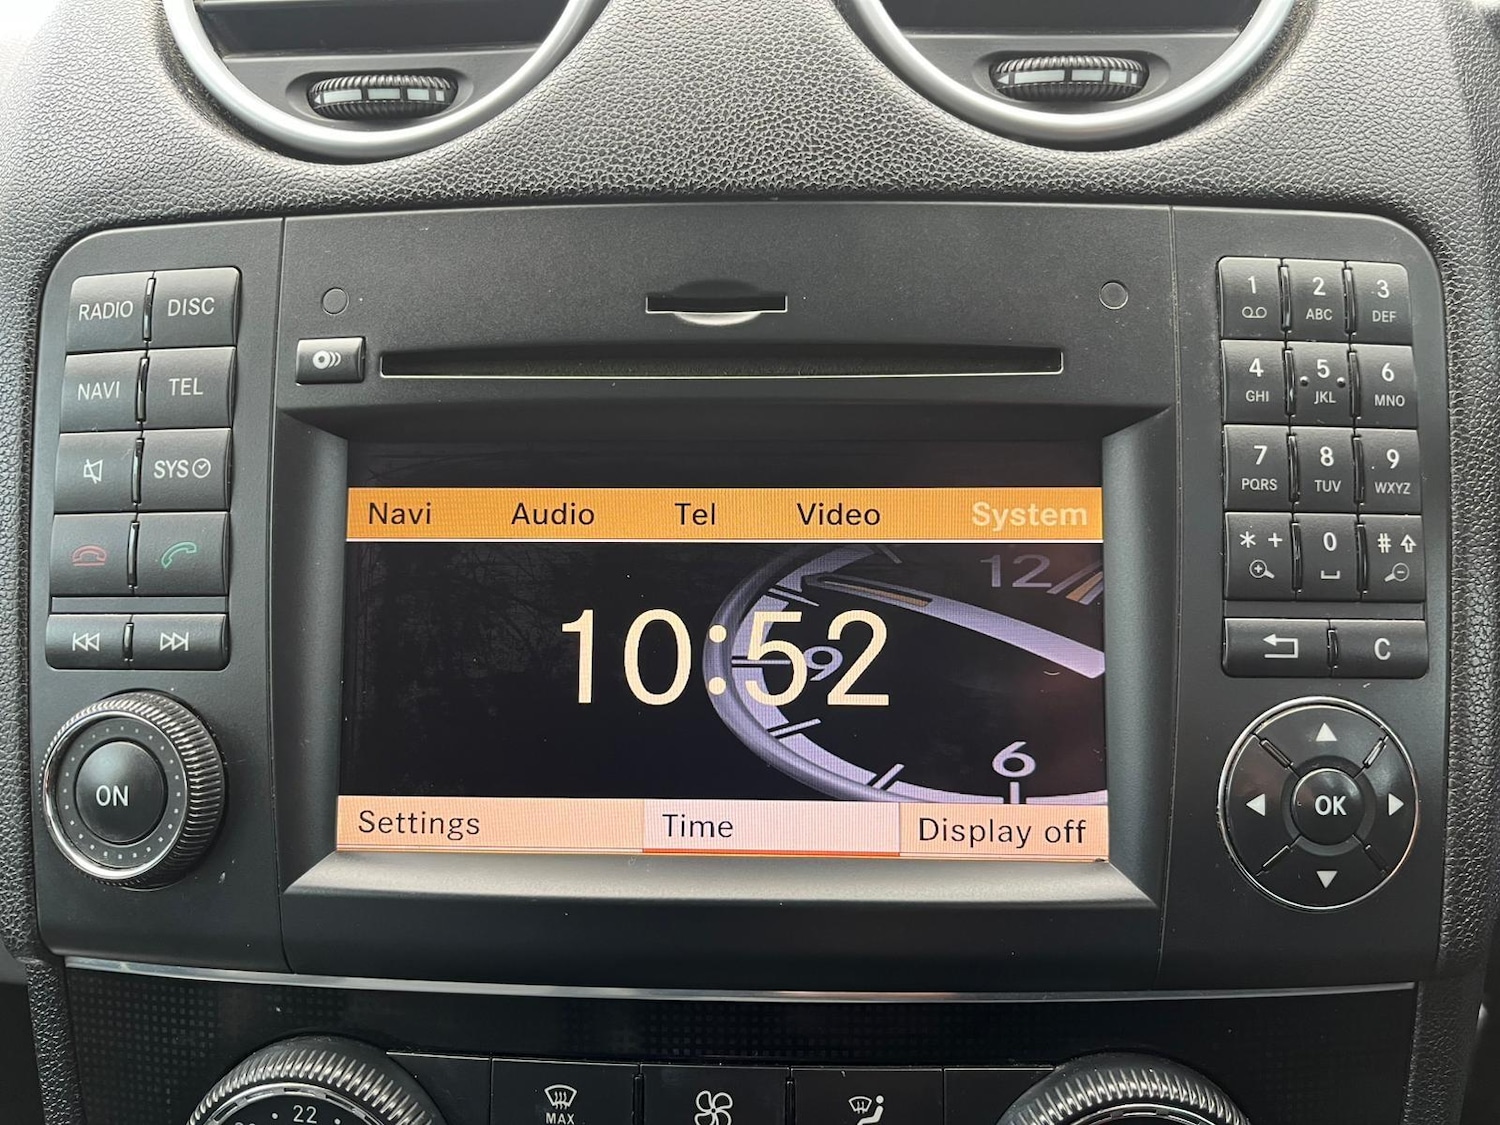 RADIO DISC
NAVI TEL
SYS
ON
Navi Audio Tel Video System
12
10:52
9
6
Settings Time Display off
1 2 ABC 3 DEF
4 GHI 5 JKL 6 MNO
7 PQRS 8 TUV 9 WXYZ
* + 0 #
C
OK
22
MAX